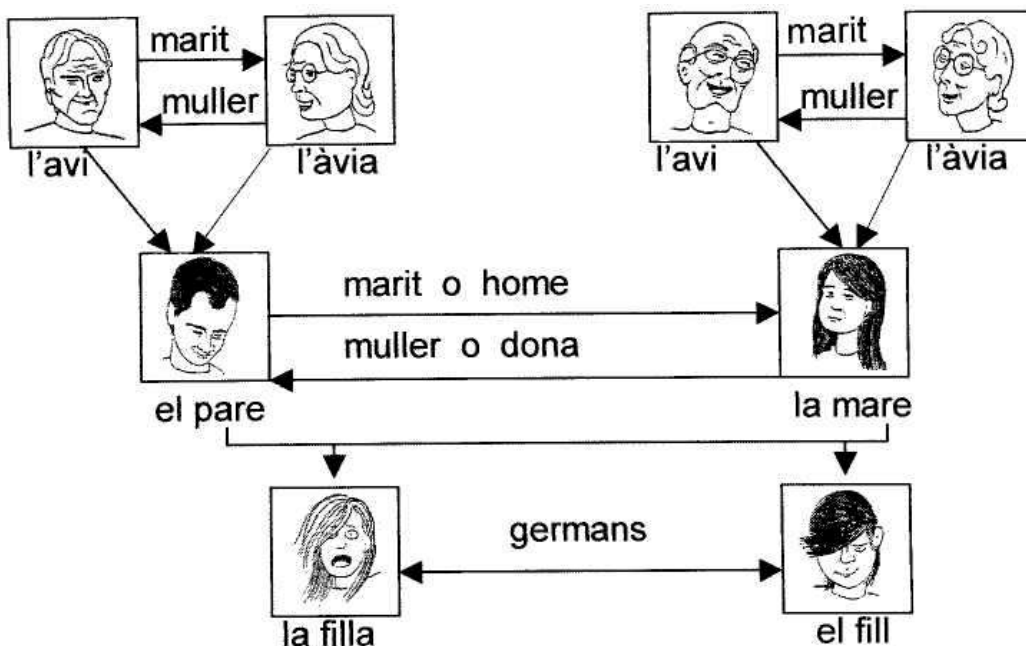 marit
muller
l'avi
l'àvia
marit
muller
l'avi
l'àvia
marit o home
muller o dona
el pare
la mare
germans
la filla
el fill